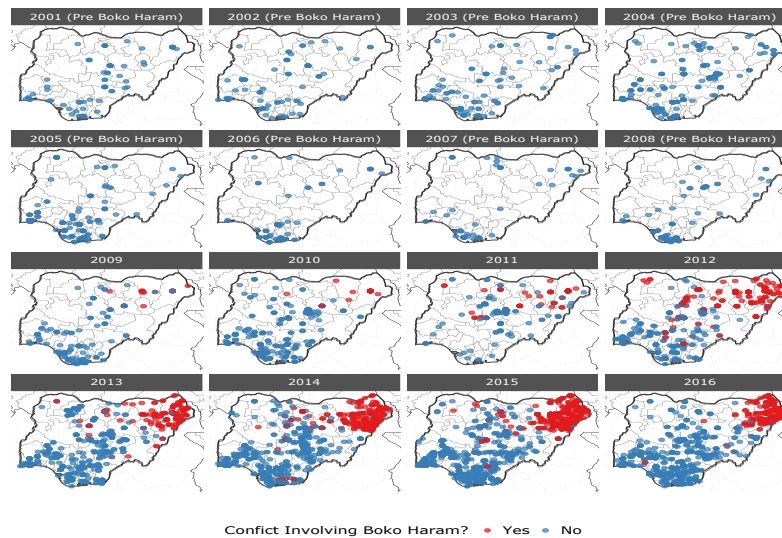 2001 (Pre Boko Haram) 2002 (Pre Boko Haram) 2003 (Pre Boko Haram) 2004 (Pre Boko Haram)
2005 (Pre Boko Haram) 2006 (Pre Boko Haram) 2007 (Pre Boko Haram) 2008 (Pre Boko Haram)
2009 2010 2011 2012
2013 2014 2015 2016
Confict Involving Boko Haram? Yes No